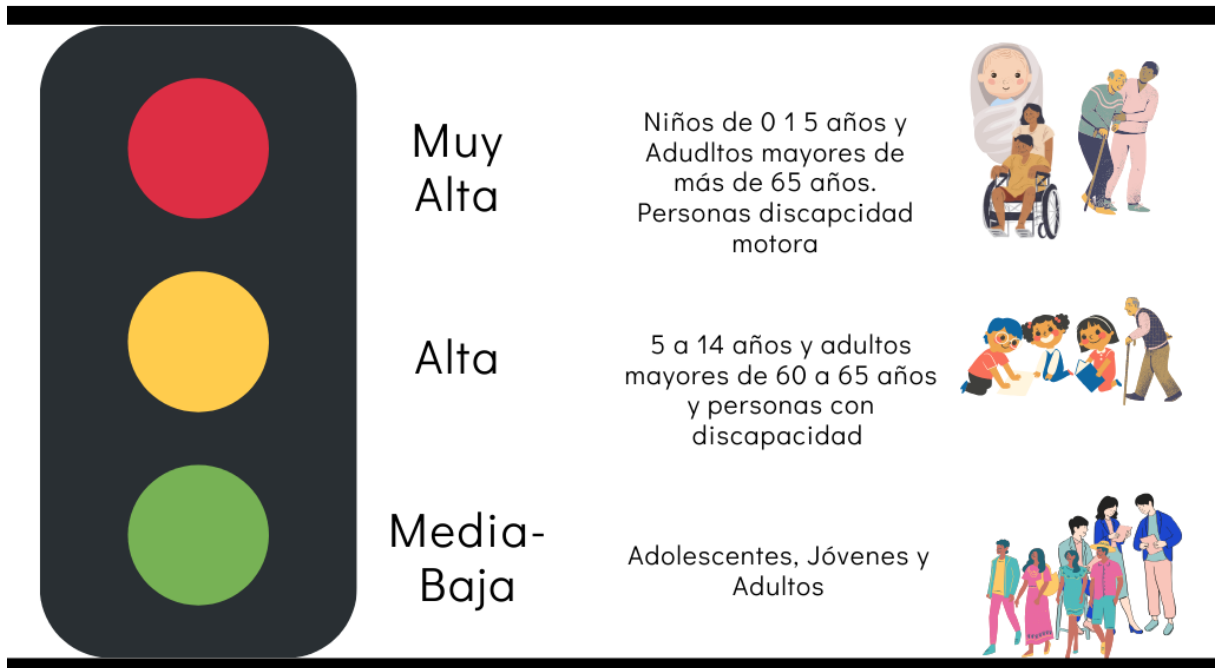 Muy
Alta
Niños de 0 1 5 años y
Adudltos mayores de
más de 65 años.
Personas discapcidad
motora
Alta
5 a 14 años y adultos
mayores de 60 a 65 años
y personas con
discapacidad
Media-
Baja
Adolescentes, Jóvenes y
Adultos